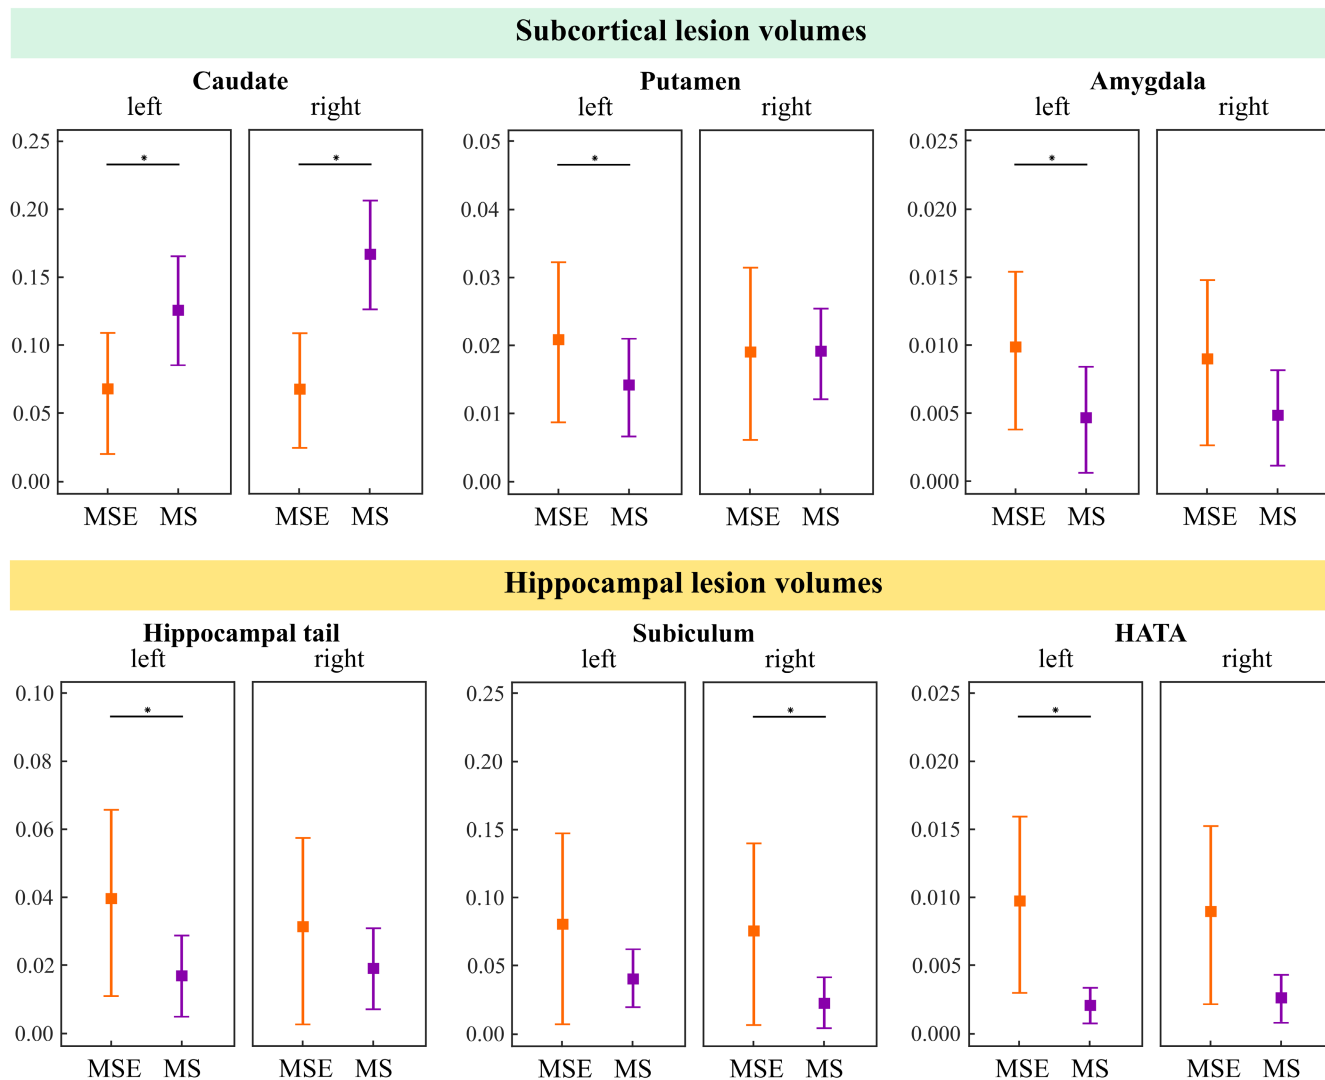 Subcortical lesion volumes
Caudate Putamen Amygdala
left right left right left right
0.25 0.05 0.025
* * * *
0.20 0.04 0.020
0.15 0.03 0.015
0.10 0.02 0.010
0.05 0.01 0.005
0.00 0.00 0.000
MSE MS MSE MS MSE MS MSE MS MSE MS MSE MS
Hippocampal lesion volumes
Hippocampal tail Subiculum HATA
left right left right left right
0.10 0.25 0.025
* * *
0.08 0.20 0.020
0.06 0.15 0.015
0.04 0.10 0.010
0.02 0.05 0.005
0.00 0.00 0.000
MSE MS MSE MS MSE MS MSE MS MSE MS MSE MS